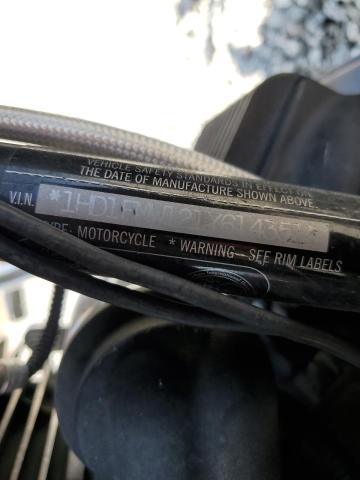 VEHICLE SAFETY STANDARDS IN EFFECT ON
THE DATE OF MANUFACTURE SHOWN ABOVE.
V.I.N.
TYPE: MOTORCYCLE * WARNING– SEE RIM LABELS